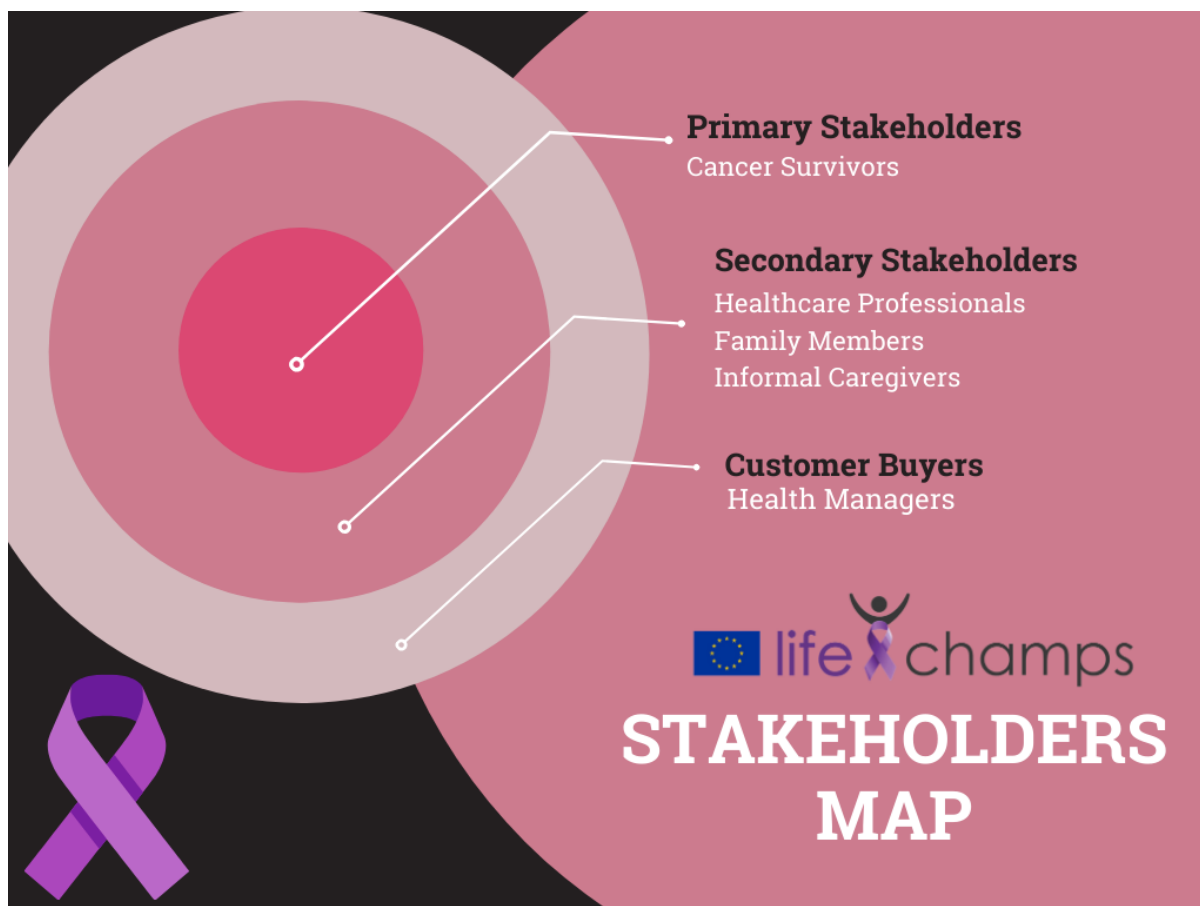 Primary Stakeholders
Cancer Survivors
Secondary Stakeholders
Healthcare Professionals
Family Members
Informal Caregivers
Customer Buyers
Health Managers
life champs
STAKEHOLDERS
MAP